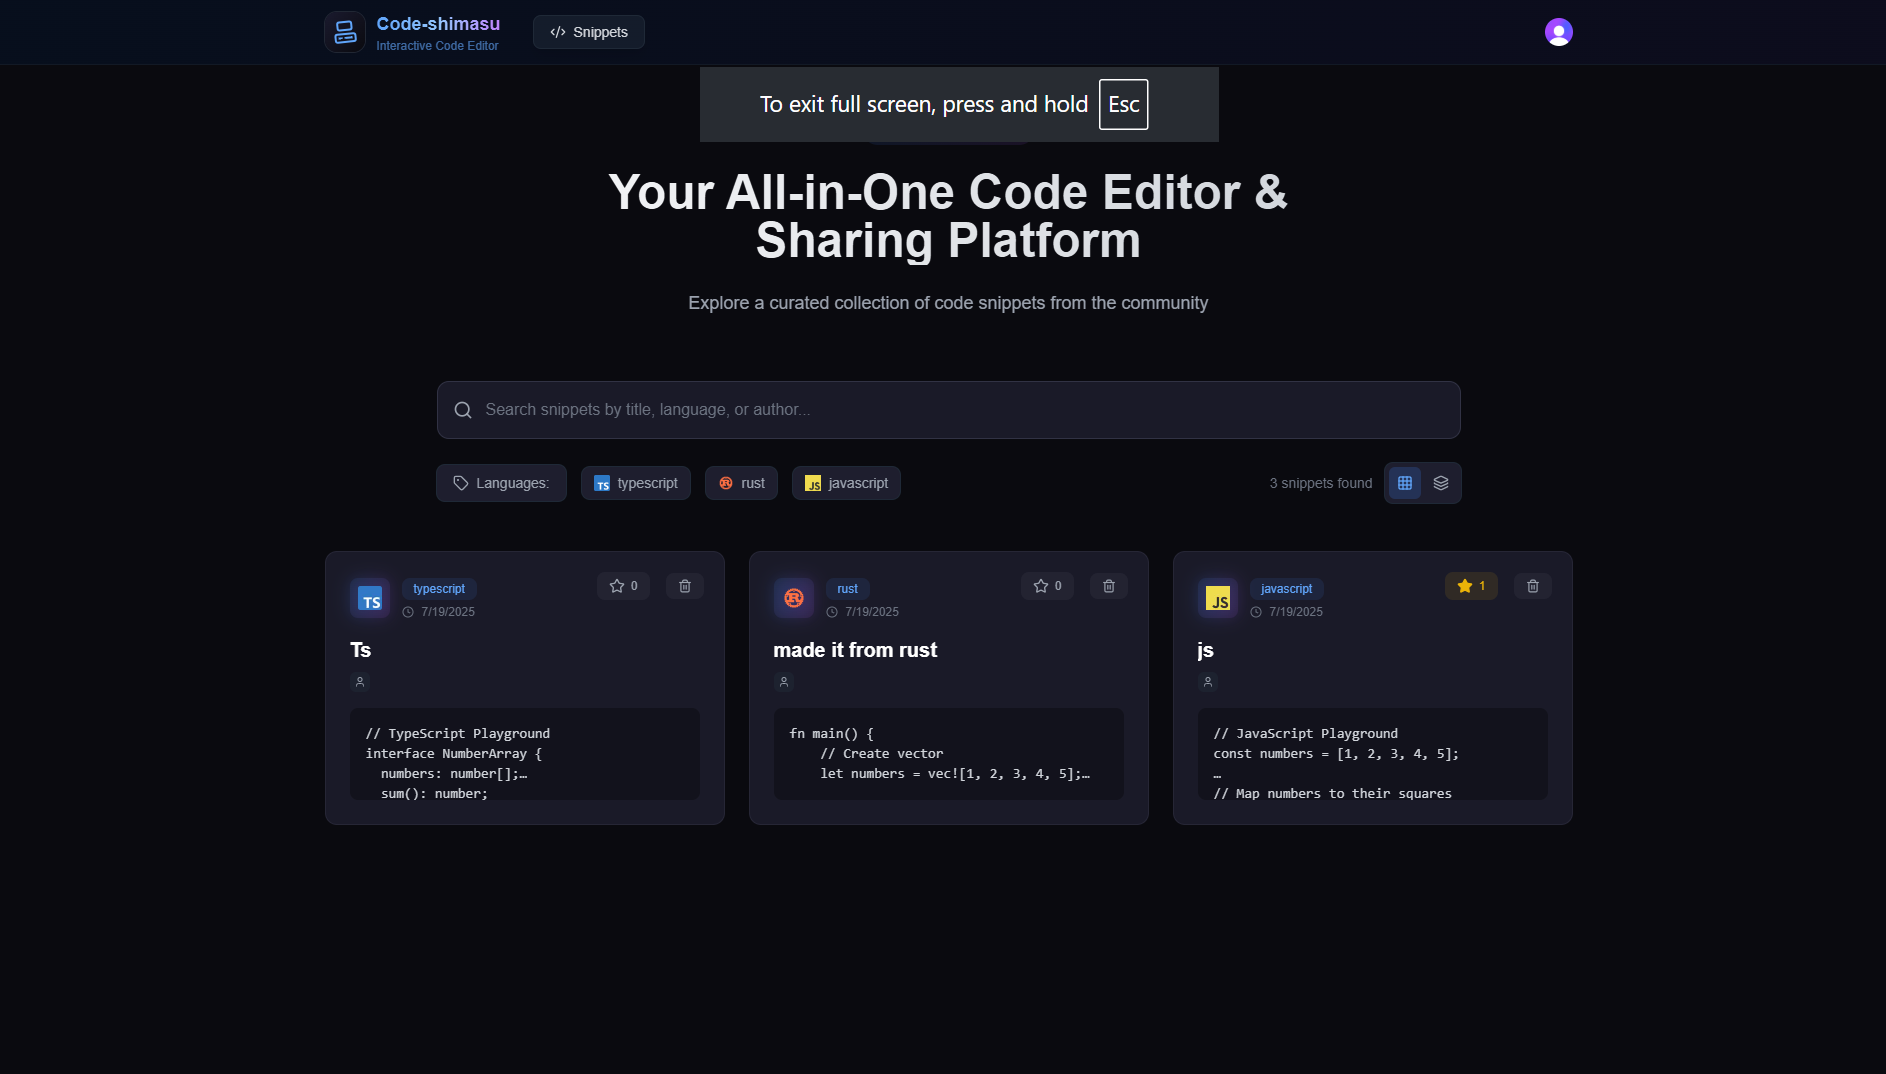 Code-shimasu
Interactive Code Editor
</> Snippets
To exit full screen, press and hold Esc
Your All-in-One Code Editor &
Sharing Platform
Explore a curated collection of code snippets from the community
Search snippets by title, language, or author...
Languages:
TS typescript
R rust
JS javascript
3 snippets found
TS
typescript
7/19/2025
0
Ts
// TypeScript Playground
interface NumberArray {
  numbers: number[];…
  sum(): number;
R
rust
7/19/2025
0
made it from rust
fn main() {
    // Create vector
    let numbers = vec![1, 2, 3, 4, 5];…
JS
javascript
7/19/2025
1
js
// JavaScript Playground
const numbers = [1, 2, 3, 4, 5];
…
// Map numbers to their squares